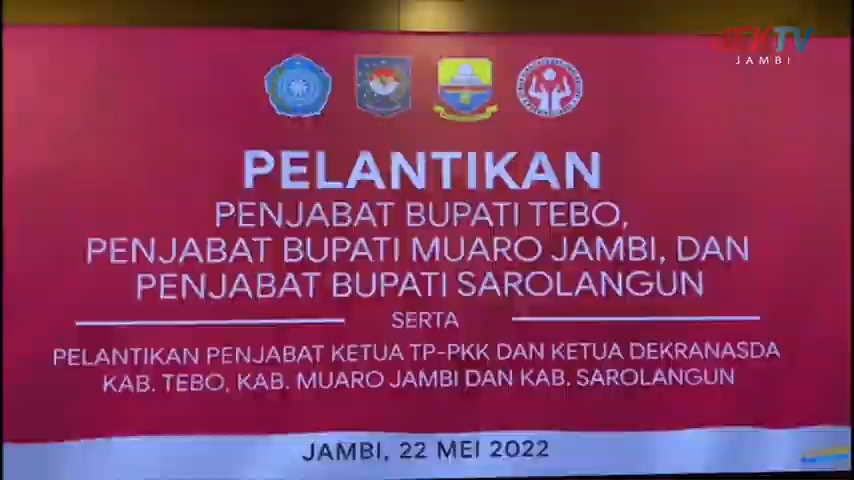 JEKTV
JAMBI
PELANTIKAN
PENJABAT BUPATI TEBO,
PENJABAT BUPATI MUARO JAMBI, DAN
PENJABAT BUPATI SAROLANGUN
SERTA
PELANTIKAN PENJABAT KETUA TP-PKK DAN KETUA DEKRANASDA
KAB. TEBO, KAB. MUARO JAMBI DAN KAB. SAROLANGUN
JAMBI, 22 MEI 2022